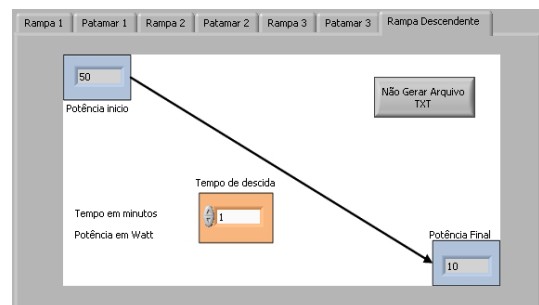 Rampa 1 Patamar 1 Rampa 2 Patamar 2 Rampa 3 Patamar 3 Rampa Descendente
50
Potência inicio
Não Gerar Arquivo
TXT
Tempo de descida
1
Tempo em minutos
Potência em Watt
Potência Final
10